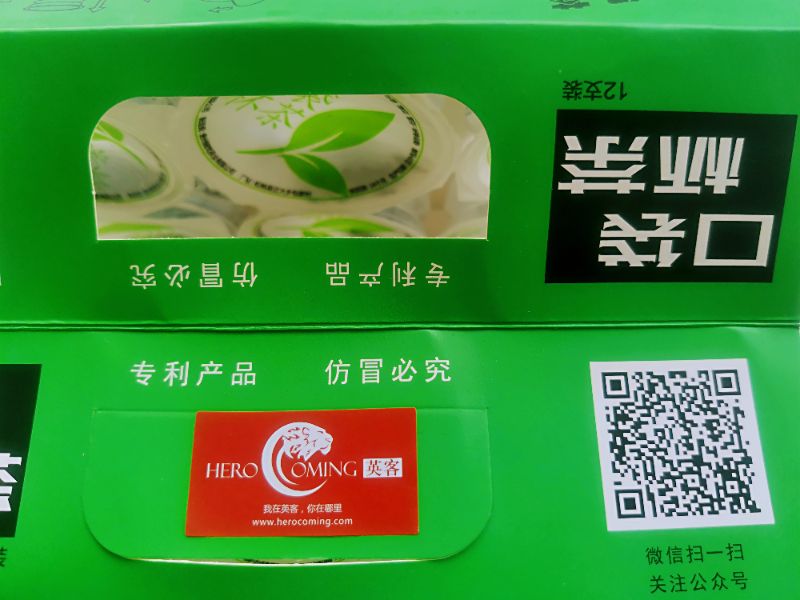 12支装
口袋
杯茶
专利产品 仿冒必究
专利产品 仿冒必究
HERO COMING 英客
我在英客，你在哪里
www.herocoming.com
微信扫一扫
关注公众号